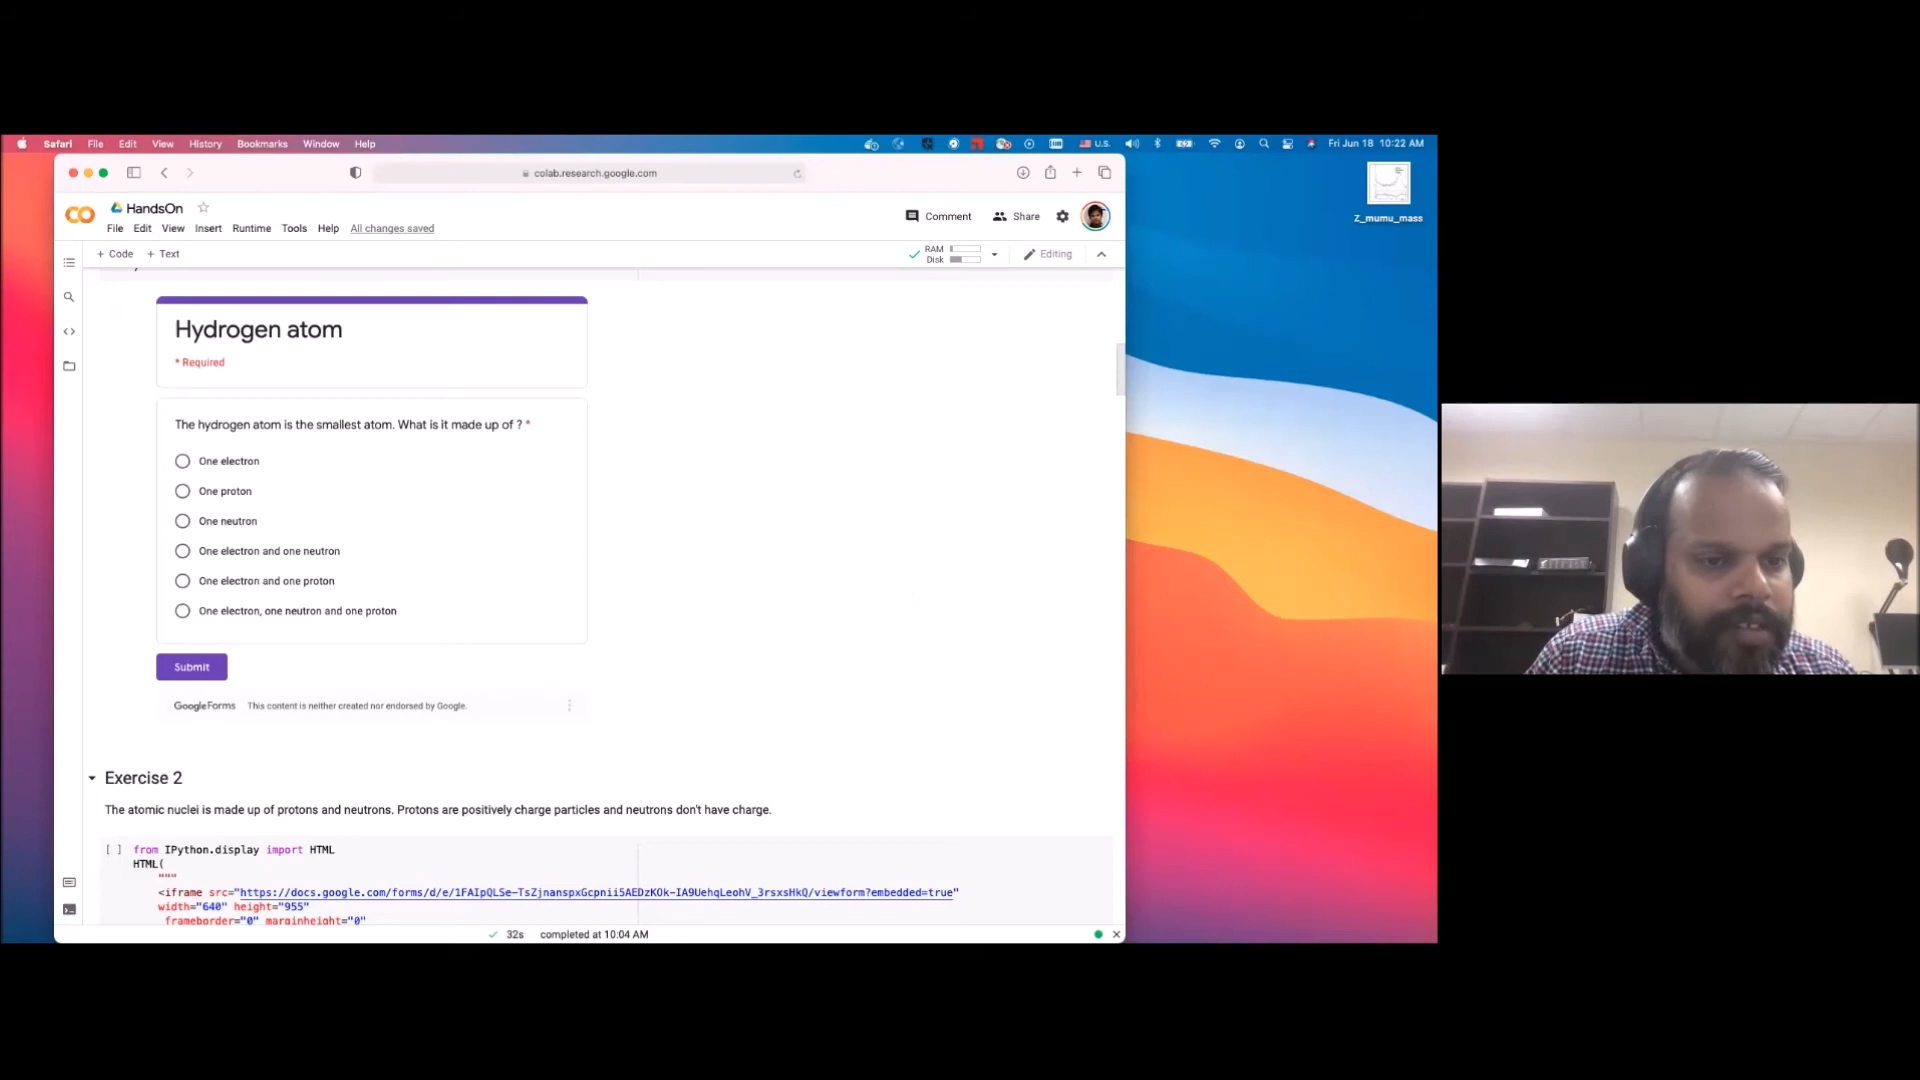 Safari File Edit View History Bookmarks Window Help
U.S. Fri Jun 18 10:22 AM
colab.research.google.com
Z_mumu_mass
HandsOn
Comment Share
File Edit View Insert Runtime Tools Help All changes saved
+ Code + Text
RAM
Disk
Editing
Hydrogen atom
* Required
The hydrogen atom is the smallest atom. What is it made up of ? *
One electron
One proton
One neutron
One electron and one neutron
One electron and one proton
One electron, one neutron and one proton
Submit
Google Forms This content is neither created nor endorsed by Google.
Exercise 2
The atomic nuclei is made up of protons and neutrons. Protons are positively charge particles and neutrons don't have charge.
[ ] from IPython.display import HTML
HTML(
"""
<iframe src="https://docs.google.com/forms/d/e/1FAIpQLSe-TsZjnanspxGcpnii5AEDzKOk-IA9UehqLeohV_3rsxsHkQ/viewform?embedded=true"
width="640" height="955"
frameborder="0" marginheight="0"
32s completed at 10:04 AM